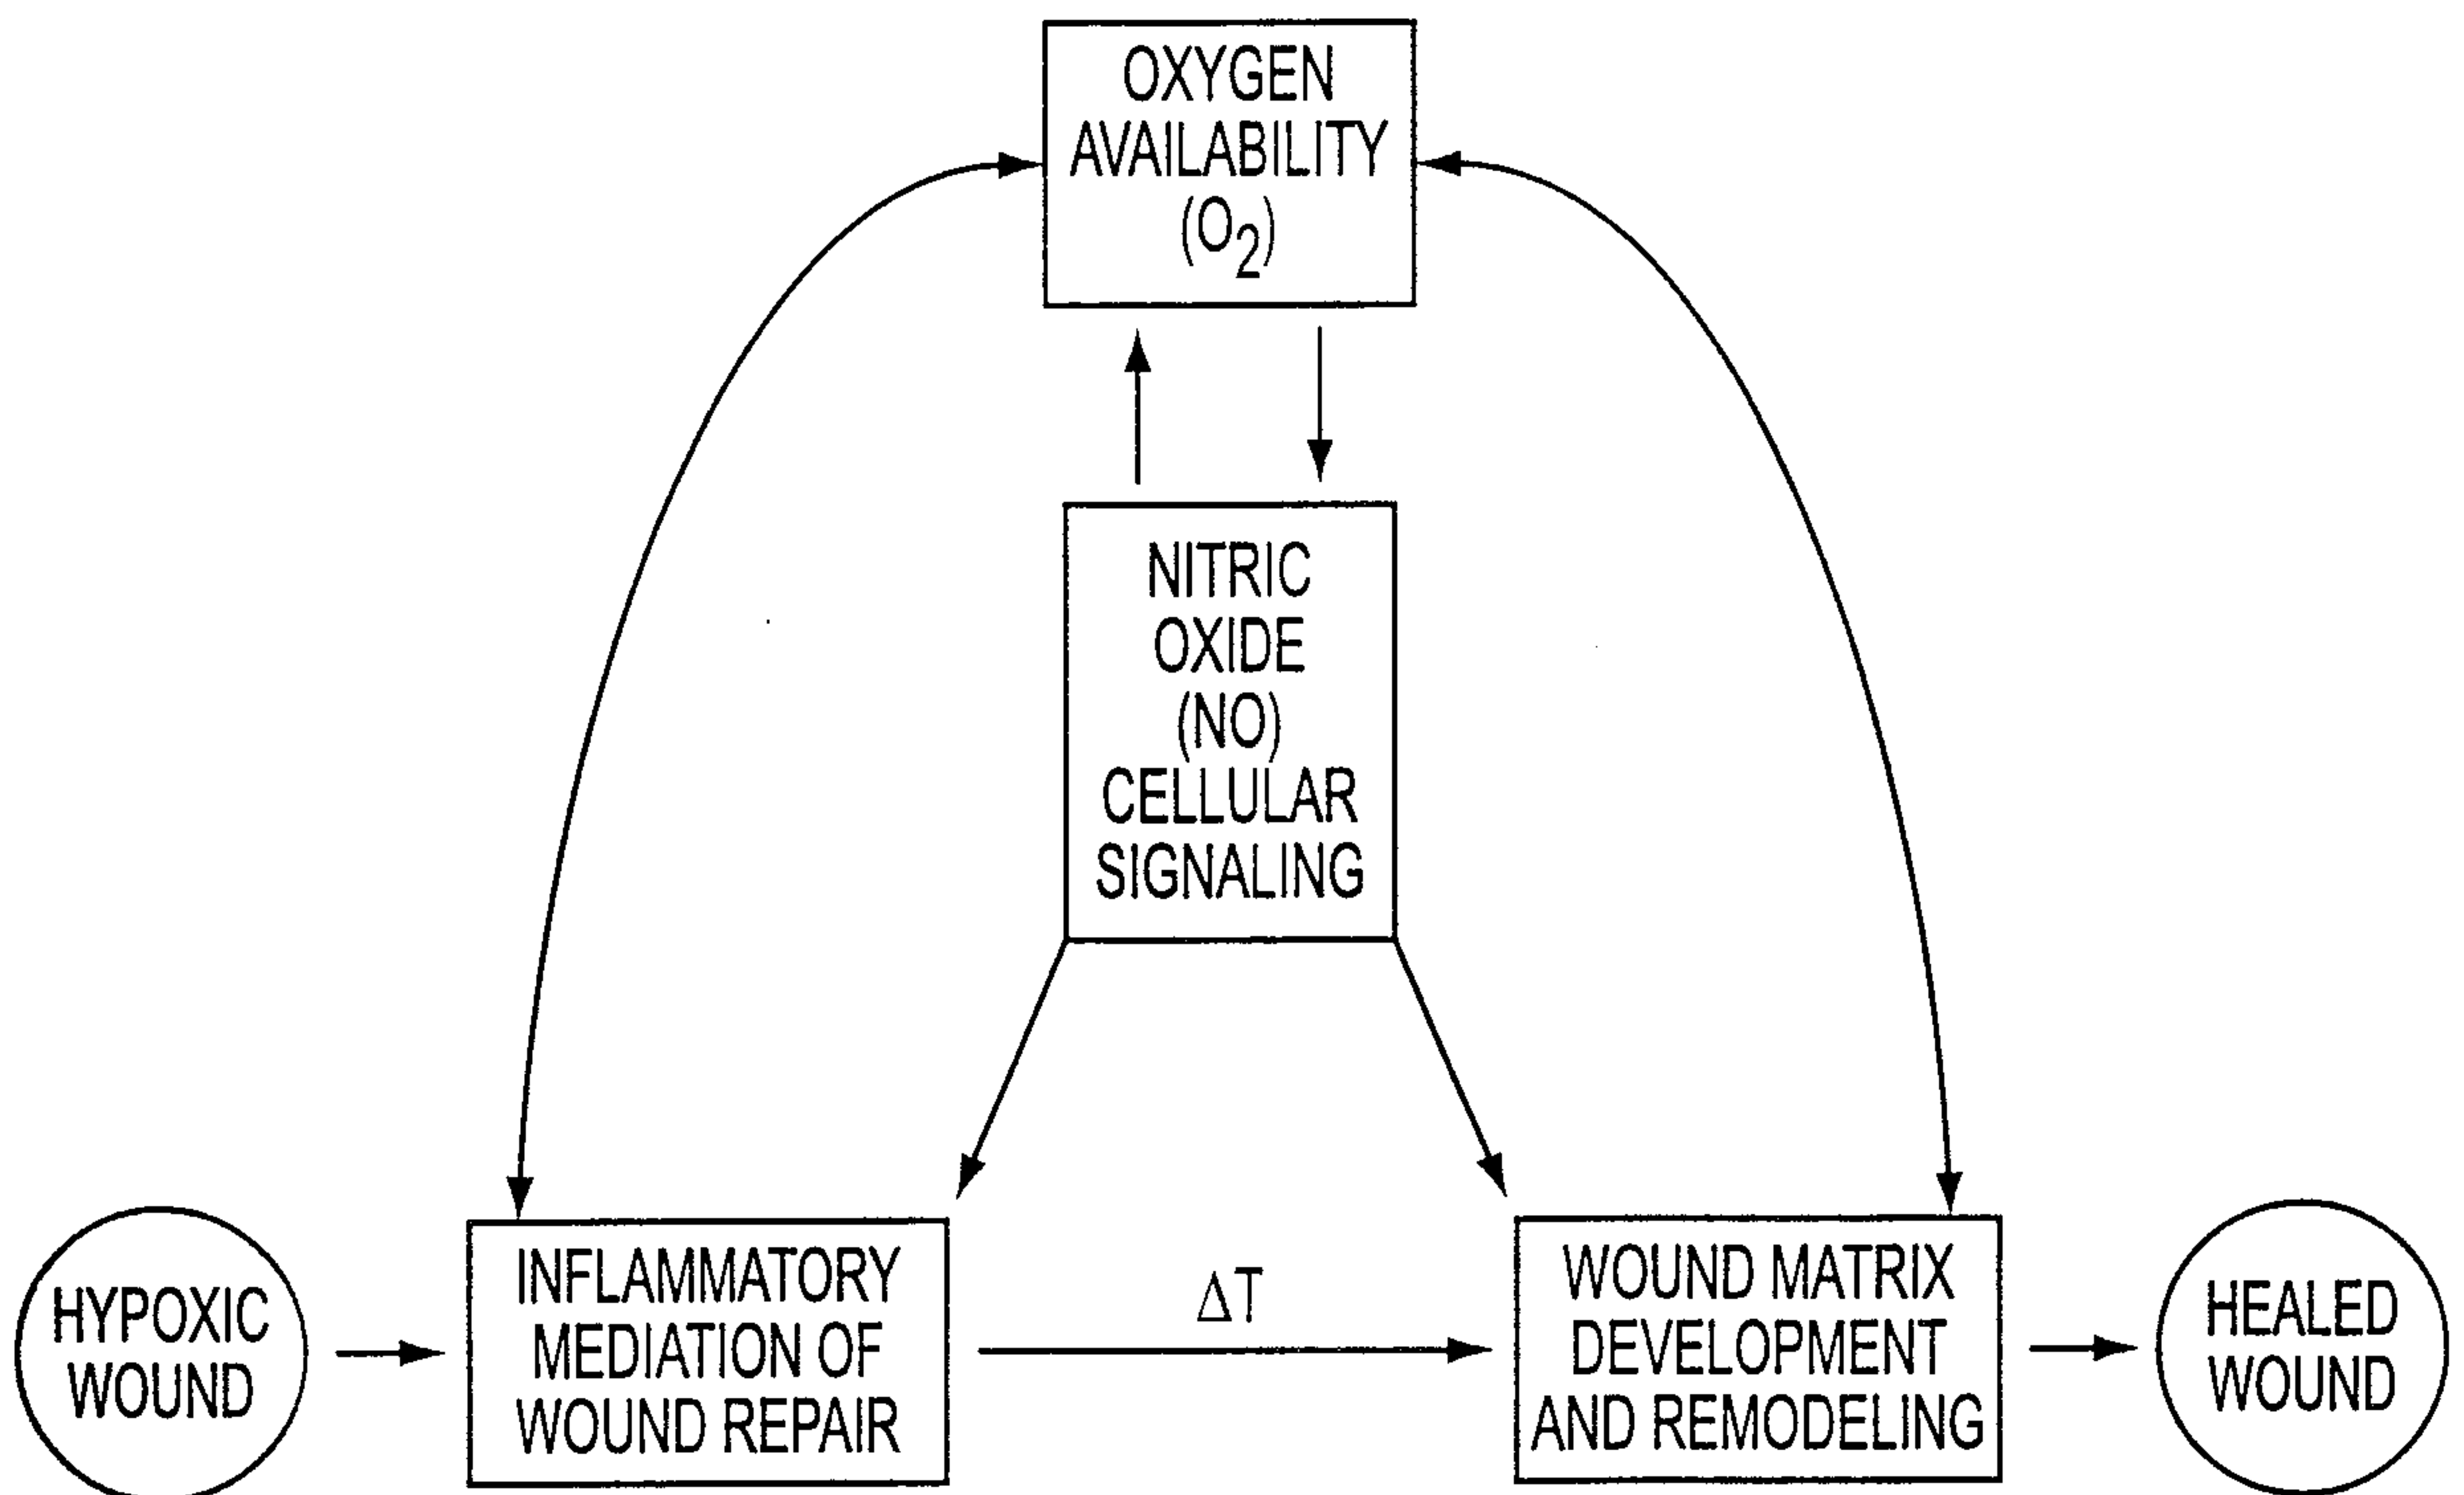 OXYGEN
AVAILABILITY
(O₂)
NITRIC
OXIDE
(NO)
CELLULAR
SIGNALING
HYPOXIC
WOUND
INFLAMMATORY
MEDIATION OF
WOUND REPAIR
ΔT
WOUND MATRIX
DEVELOPMENT
AND REMODELING
HEALED
WOUND